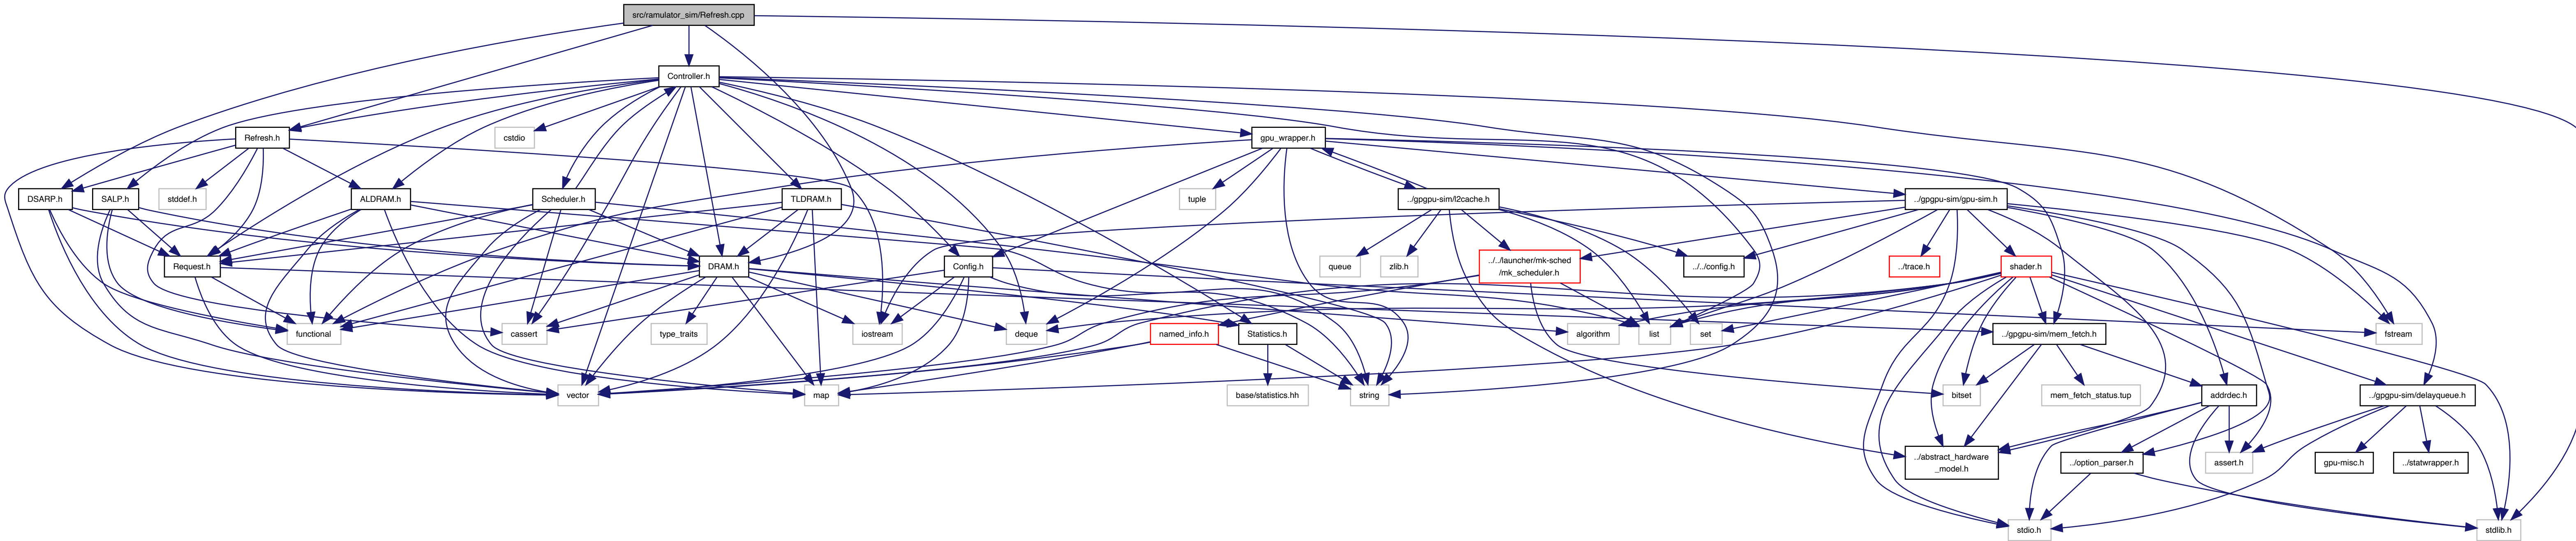 src/ramulator_sim/Refresh.cpp
Controller.h
Refresh.h
cstdio
gpu_wrapper.h
DSARP.h
SALP.h
stddef.h
ALDRAM.h
Scheduler.h
TLDRAM.h
tuple
../gpgpu-sim/l2cache.h
../gpgpu-sim/gpu-sim.h
Request.h
DRAM.h
Config.h
queue
zlib.h
../../launcher/mk-sched
/mk_scheduler.h
../../config.h
../trace.h
shader.h
functional
cassert
type_traits
iostream
deque
named_info.h
Statistics.h
algorithm
list
set
../gpgpu-sim/mem_fetch.h
fstream
vector
map
base/statistics.hh
string
bitset
mem_fetch_status.tup
addrdec.h
../gpgpu-sim/delayqueue.h
../abstract_hardware
_model.h
../option_parser.h
assert.h
gpu-misc.h
../statwrapper.h
stdio.h
stdlib.h